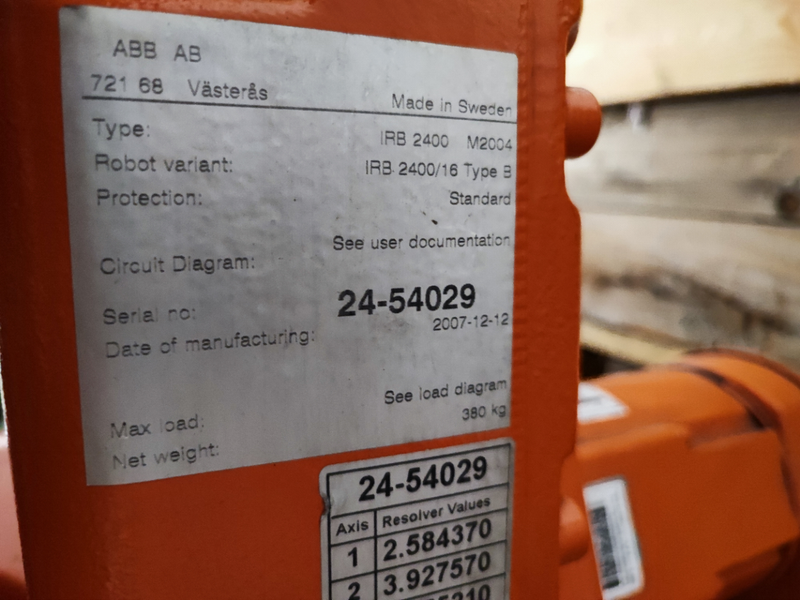 ABB AB
721 68 Västerås
Made in Sweden
Type: IRB 2400 M2004
Robot variant: IRB 2400/16 Type B
Protection: Standard
Circuit Diagram: See user documentation
Serial no: 24-54029
Date of manufacturing: 2007-12-12
Max load: See load diagram
Net weight: 380 kg
24-54029
Axis Resolver Values
1 2.584370
2 3.927570